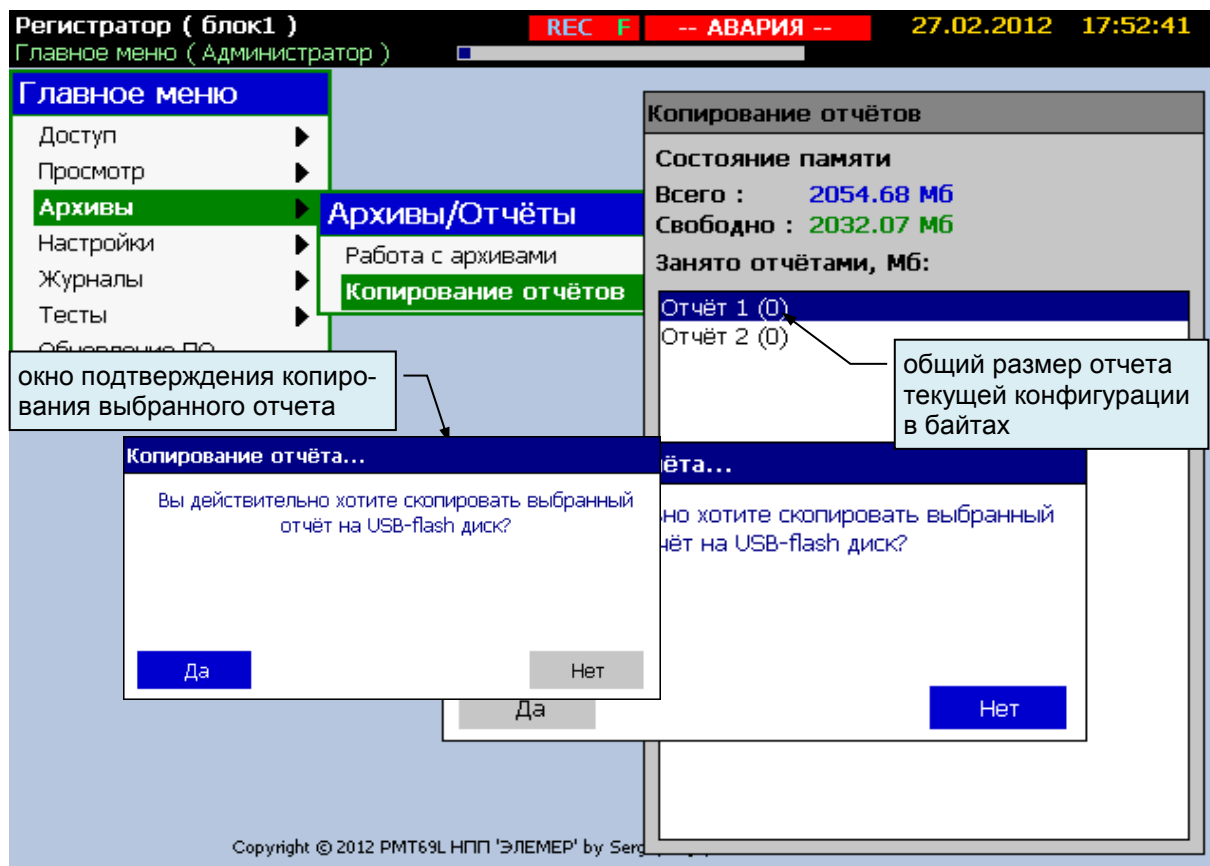 Регистратор ( блок1 )
REC F
-- АВАРИЯ --
27.02.2012 17:52:41
Главное меню ( Администратор )
Главное меню
Доступ
Просмотр
Архивы
Настройки
Журналы
Тесты
Обновление ПО
Архивы/Отчёты
Работа с архивами
Копирование отчётов
Копирование отчётов
Состояние памяти
Всего : 2054.68 Мб
Свободно : 2032.07 Мб
Занято отчётами, Мб:
Отчёт 1 (0)
Отчёт 2 (0)
общий размер отчета
текущей конфигурации
в байтах
окно подтверждения копиро-
вания выбранного отчета
Копирование отчёта...
Вы действительно хотите скопировать выбранный
отчёт на USB-flash диск?
Да Нет
ёта...
но хотите скопировать выбранный
чёт на USB-flash диск?
Да Нет
Copyright © 2012 РМТ69L НПП 'ЭЛЕМЕР' by